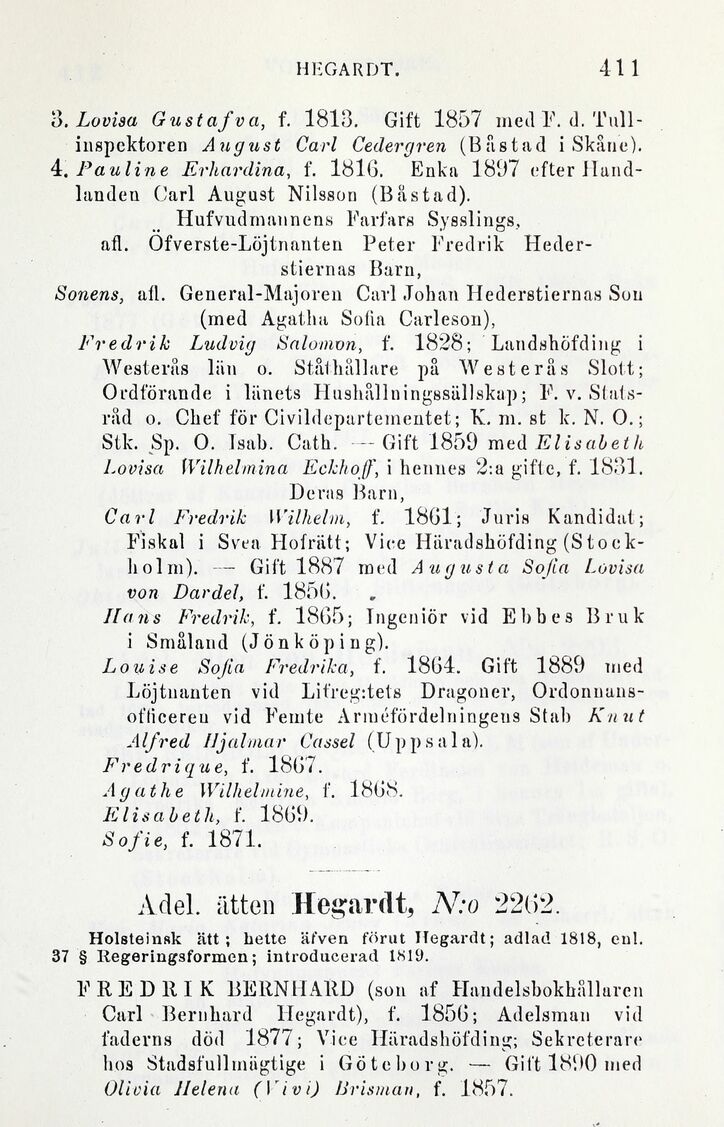 HEGARDT. 411
3. Lovisa Gustafva, f. 1813. Gift 1857 med F. d. Tull-
inspektoren August Carl Cedergren (Båstad i Skåne).
4. Pauline Erhardina, f. 1816. Enka 1897 efter Hand-
landen Carl August Nilsson (Båstad).
Hufvudmannens Farfars Sysslings,
afl. Öfverste-Löjtnanten Peter Fredrik Heder-
stiernas Barn,
Sonens, afl. General-Majoren Carl Johan Hederstiernas Son
(med Agatha Sofia Carleson),
Fredrik Ludvig Salomon, f. 1828; Landshöfding i
Westerås län o. Ståthållare på Westerås Slott;
Ordförande i länets Hushållningssällskap; F. v. Stats-
råd o. Chef för Civildepartementet; K. m. st k. N. O.;
Stk. Sp. O. Isab. Cath. — Gift 1859 med Elisabeth
Lovisa Wilhelmina Eckhoff, i hennes 2:a gifte, f. 1831.
Deras Barn,
Carl Fredrik Wilhelm, f. 1861; Juris Kandidat;
Fiskal i Svea Hofrätt; Vice Häradshöfding (Stock-
holm). — Gift 1887 med Augusta Sofia Lovisa
von Dardel, f. 1856.
Hans Fredrik, f. 1865; Ingeniör vid Ebbes Bruk
i Småland (Jönköping).
Louise Sofia Fredrika, f. 1864. Gift 1889 med
Löjtnanten vid Lifreg:tets Dragoner, Ordonnans-
officeren vid Femte Arméfördelningens Stab Knut
Alfred Hjalmar Cassel (Uppsala).
Fredrique, f. 1867.
Agathe Wilhelmine, f. 1868.
Elisabeth, f. 1869.
Sofie, f. 1871.
Adel. ätten Hegardt, N:o 2262.
Holsteinsk ätt; hette äfven förut Hegardt; adlad 1818, enl.
37 § Regeringsformen; introducerad 1819.
FREDRIK BERNHARD (son af Handelsbokhållaren
Carl Bernhard Hegardt), f. 1856; Adelsman vid
faderns död 1877; Vice Häradshöfding; Sekreterare
hos Stadsfullmägtige i Göteborg. — Gift 1890 med
Olivia Helena (Vivi) Brisman, f. 1857.